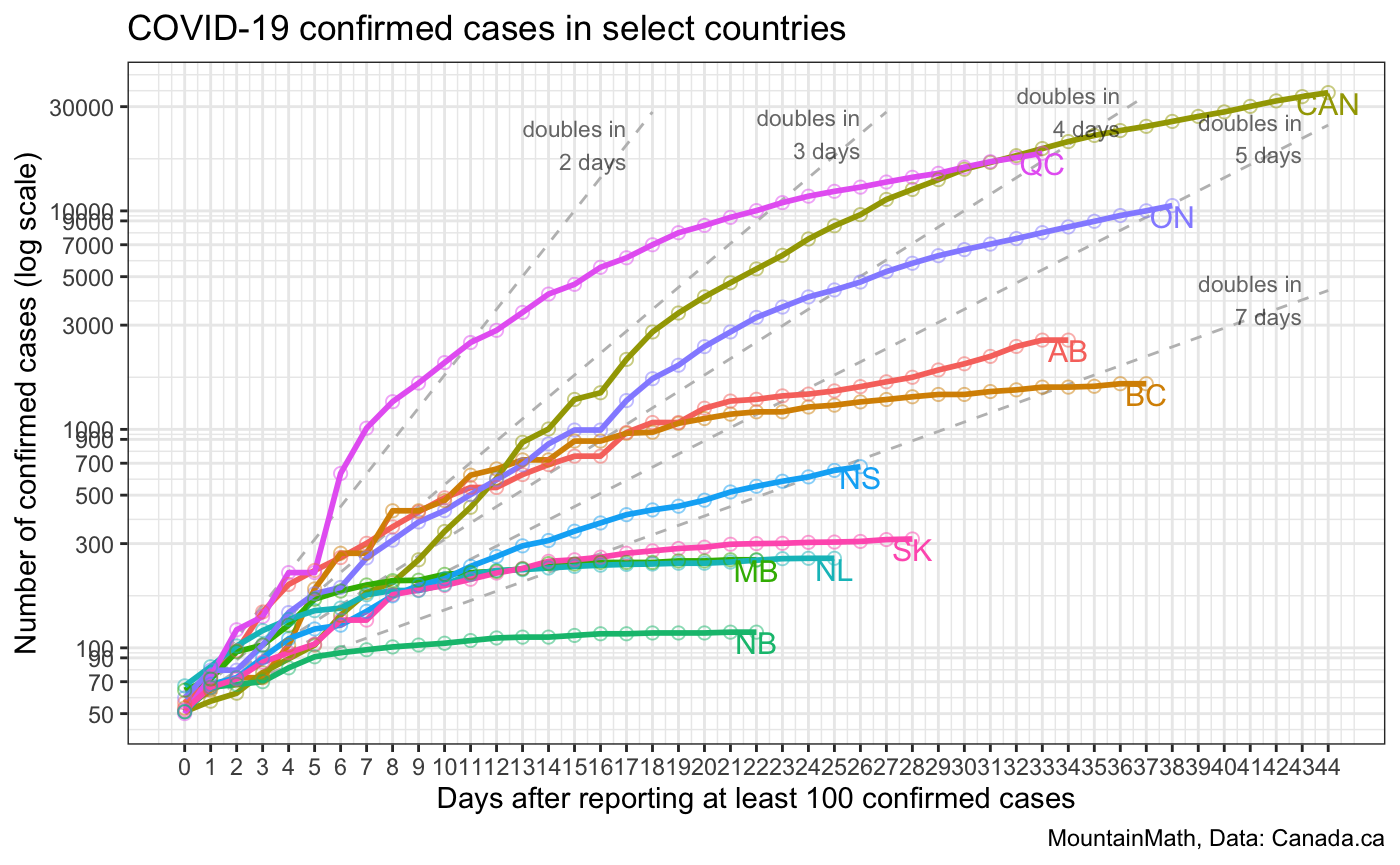 COVID-19 confirmed cases in select countries
Number of confirmed cases (log scale)
30000
10000
9000
7000
5000
3000
1000
900
700
500
300
100
90
70
50
doubles in
2 days
doubles in
3 days
doubles in
4 days
doubles in
5 days
doubles in
7 days
CAN
QC
ON
AB
BC
NS
SK
MB
NL
NB
0 1 2 3 4 5 6 7 8 9 10 11 12 13 14 15 16 17 18 19 20 21 22 23 24 25 26 27 28 29 30 31 32 33 34 35 36 37 38 39 40 41 42 43 44
Days after reporting at least 100 confirmed cases
MountainMath, Data: Canada.ca